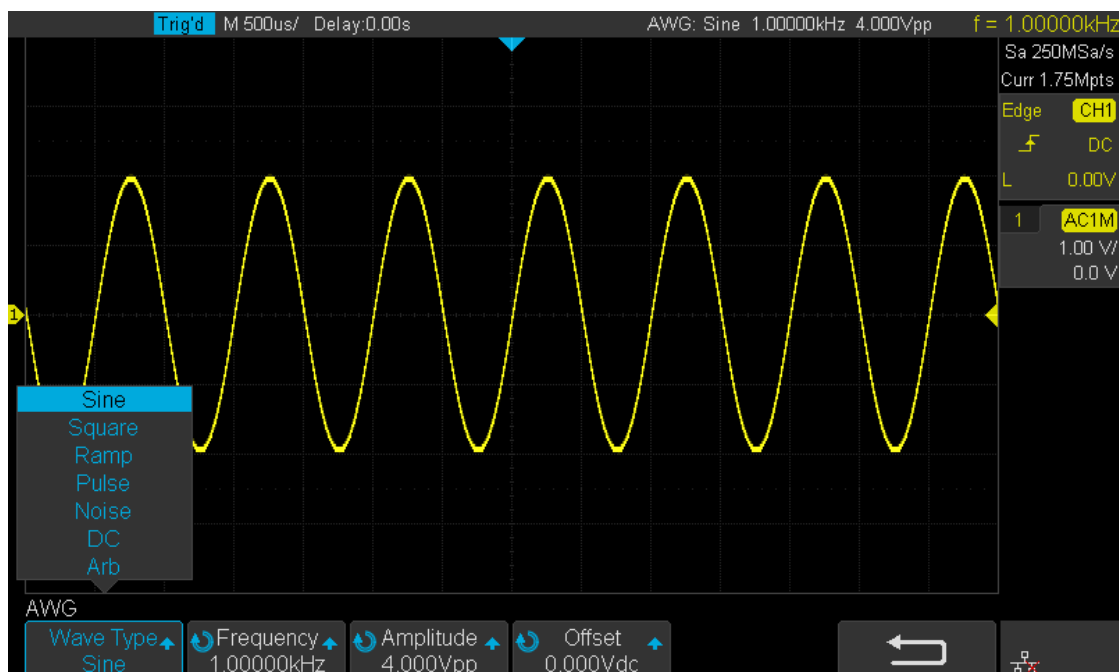 Trig'd M 500us/ Delay:0.00s AWG: Sine 1.00000kHz 4.000Vpp f = 1.00000kHz
Sa 250MSa/s
Curr 1.75Mpts
Edge CH1
DC
L 0.00V
1 AC1M
1.00 V/
0.0 V
1
Sine
Square
Ramp
Pulse
Noise
DC
Arb
AWG
Wave Type Frequency Amplitude Offset
Sine 1.00000kHz 4.000Vpp 0.000Vdc